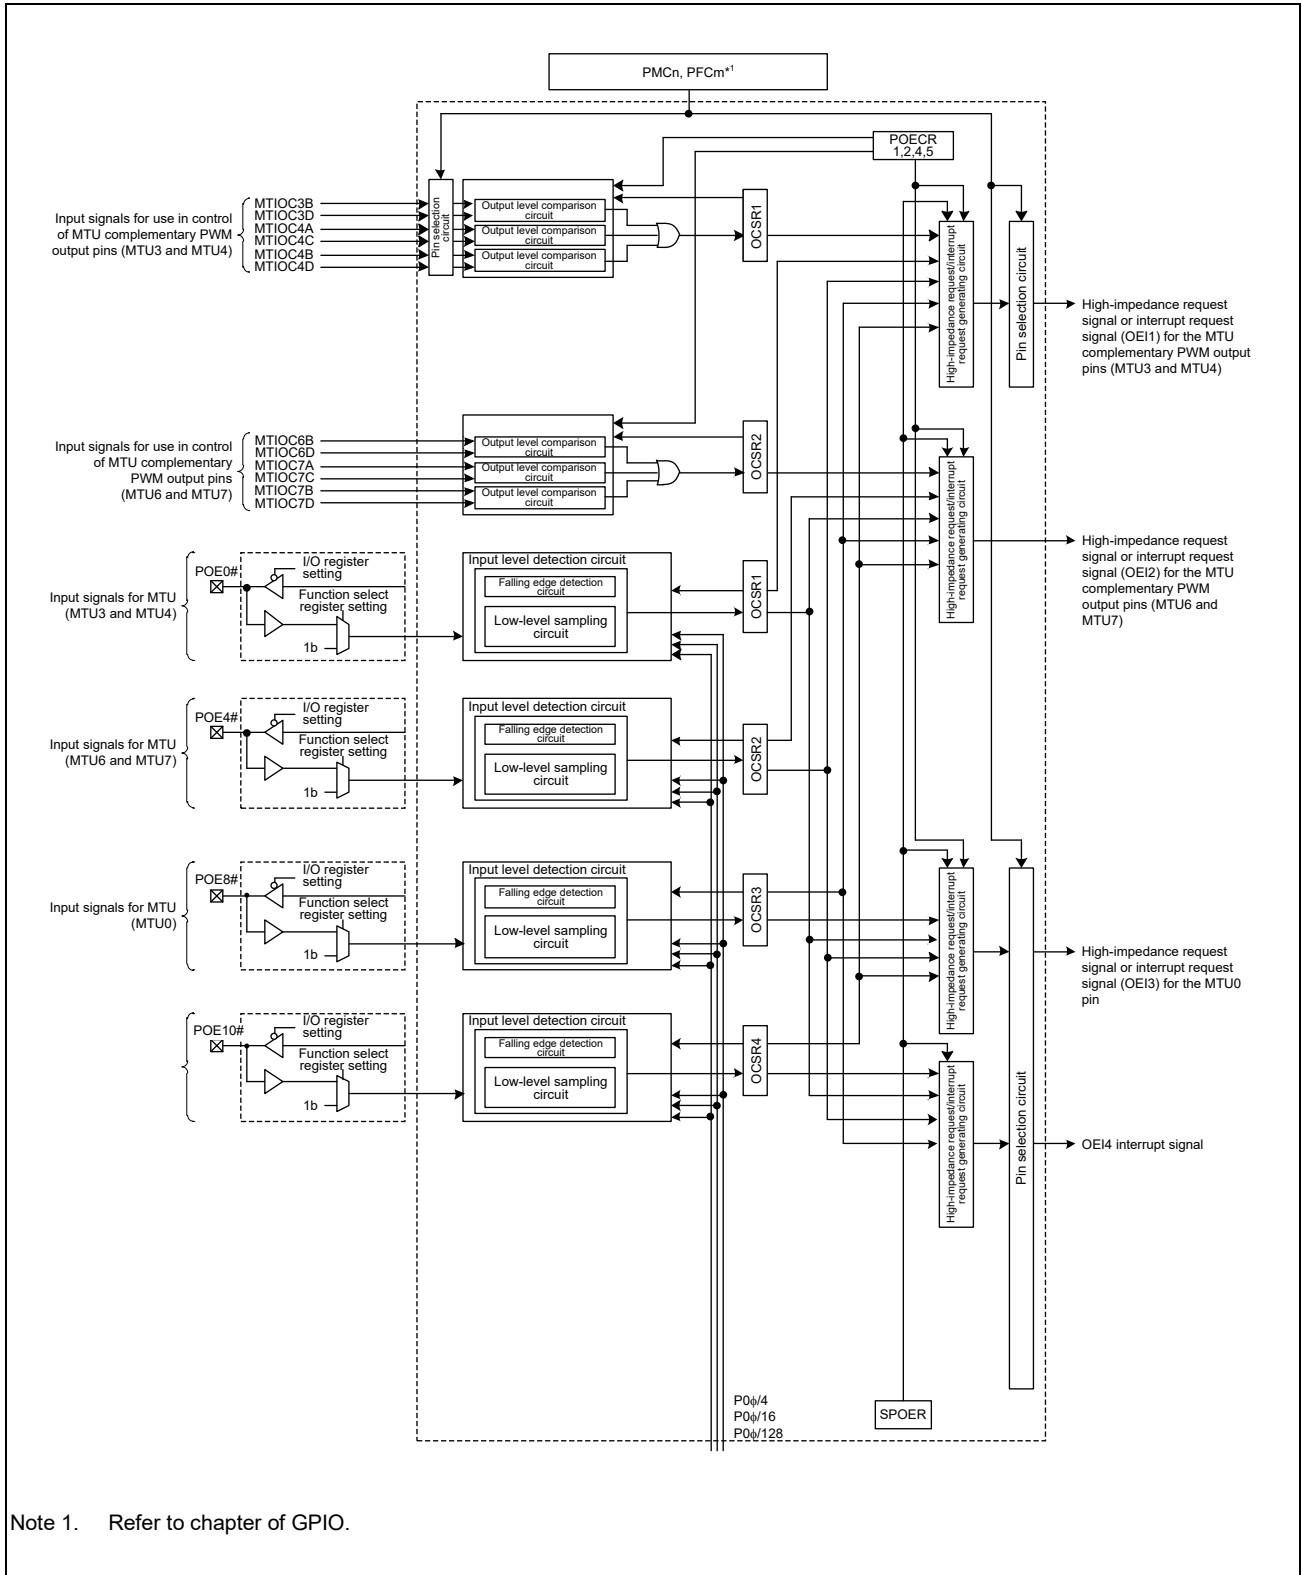 PMCn, PFCm*1
POECR
1,2,4,5
Input signals for use in control
of MTU complementary PWM
output pins (MTU3 and MTU4)
MTIOC3B
MTIOC3D
MTIOC4A
MTIOC4C
MTIOC4B
MTIOC4D
Pin selection
circuit
Output level comparison
circuit
Output level comparison
circuit
Output level comparison
circuit
OCSR1
High-impedance request/interrupt
request generating circuit
Pin selection circuit
High-impedance request
signal or interrupt request
signal (OEI1) for the MTU
complementary PWM output
pins (MTU3 and MTU4)
Input signals for use in control
of MTU complementary
PWM output pins
(MTU6 and MTU7)
MTIOC6B
MTIOC6D
MTIOC7A
MTIOC7C
MTIOC7B
MTIOC7D
Output level comparison
circuit
Output level comparison
circuit
Output level comparison
circuit
OCSR2
High-impedance request/interrupt
request generating circuit
High-impedance request
signal or interrupt request
signal (OEI2) for the MTU
complementary PWM
output pins (MTU6 and
MTU7)
Input signals for MTU
(MTU3 and MTU4)
POE0#
I/O register
setting
Function select
register setting
1b
Input level detection circuit
Falling edge detection
circuit
Low-level sampling
circuit
OCSR1
Input signals for MTU
(MTU6 and MTU7)
POE4#
I/O register
setting
Function select
register setting
1b
Input level detection circuit
Falling edge detection
circuit
Low-level sampling
circuit
OCSR2
Input signals for MTU
(MTU0)
POE8#
I/O register
setting
Function select
register setting
1b
Input level detection circuit
Falling edge detection
circuit
Low-level sampling
circuit
OCSR3
High-impedance request/interrupt
request generating circuit
High-impedance request
signal or interrupt request
signal (OEI3) for the MTU0
pin
POE10#
I/O register
setting
Function select
register setting
1b
Input level detection circuit
Falling edge detection
circuit
Low-level sampling
circuit
OCSR4
High-impedance request/interrupt
request generating circuit
Pin selection circuit
OEI4 interrupt signal
P0ϕ/4
P0ϕ/16
P0ϕ/128
SPOER
Note 1. Refer to chapter of GPIO.